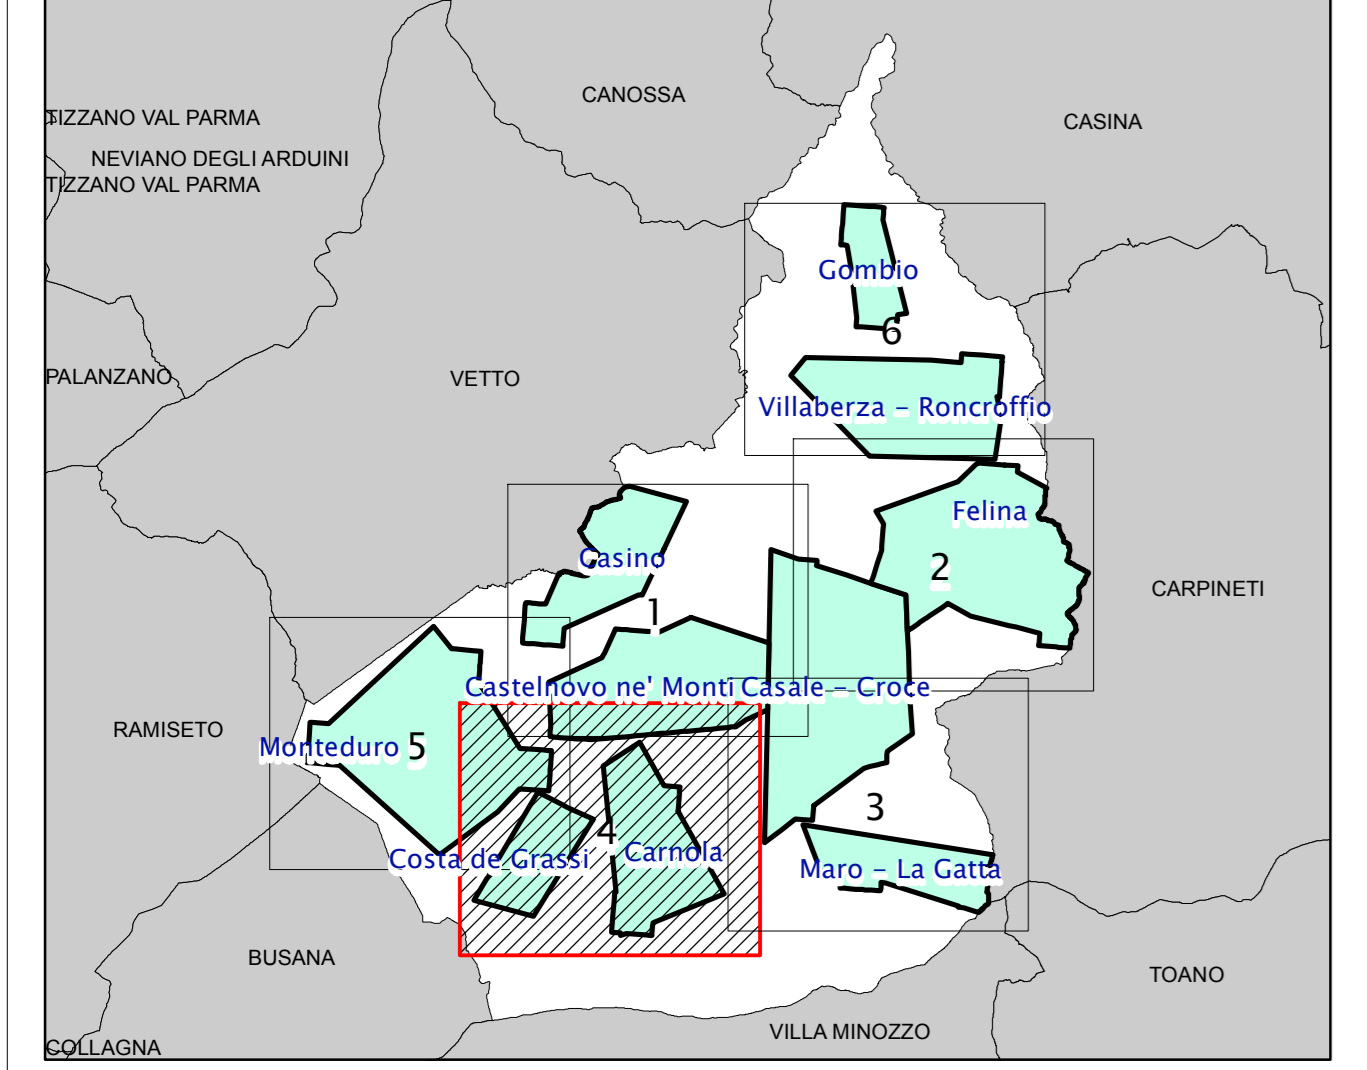 CANOSSA
TIZZANO VAL PARMA
CASINA
NEVIANO DEGLI ARDUINI
TIZZANO VAL PARMA
Gombio
6
PALANZANO
VETTO
Villaberza - Roncroffio
Felina
Casino
2
CARPINETI
1
Castelnovo ne' Monti
Casale - Croce
RAMISETO
Monteduro
5
3
4
Costa de Grassi
Carnola
Maro - La Gatta
BUSANA
TOANO
VILLA MINOZZO
COLLAGNA